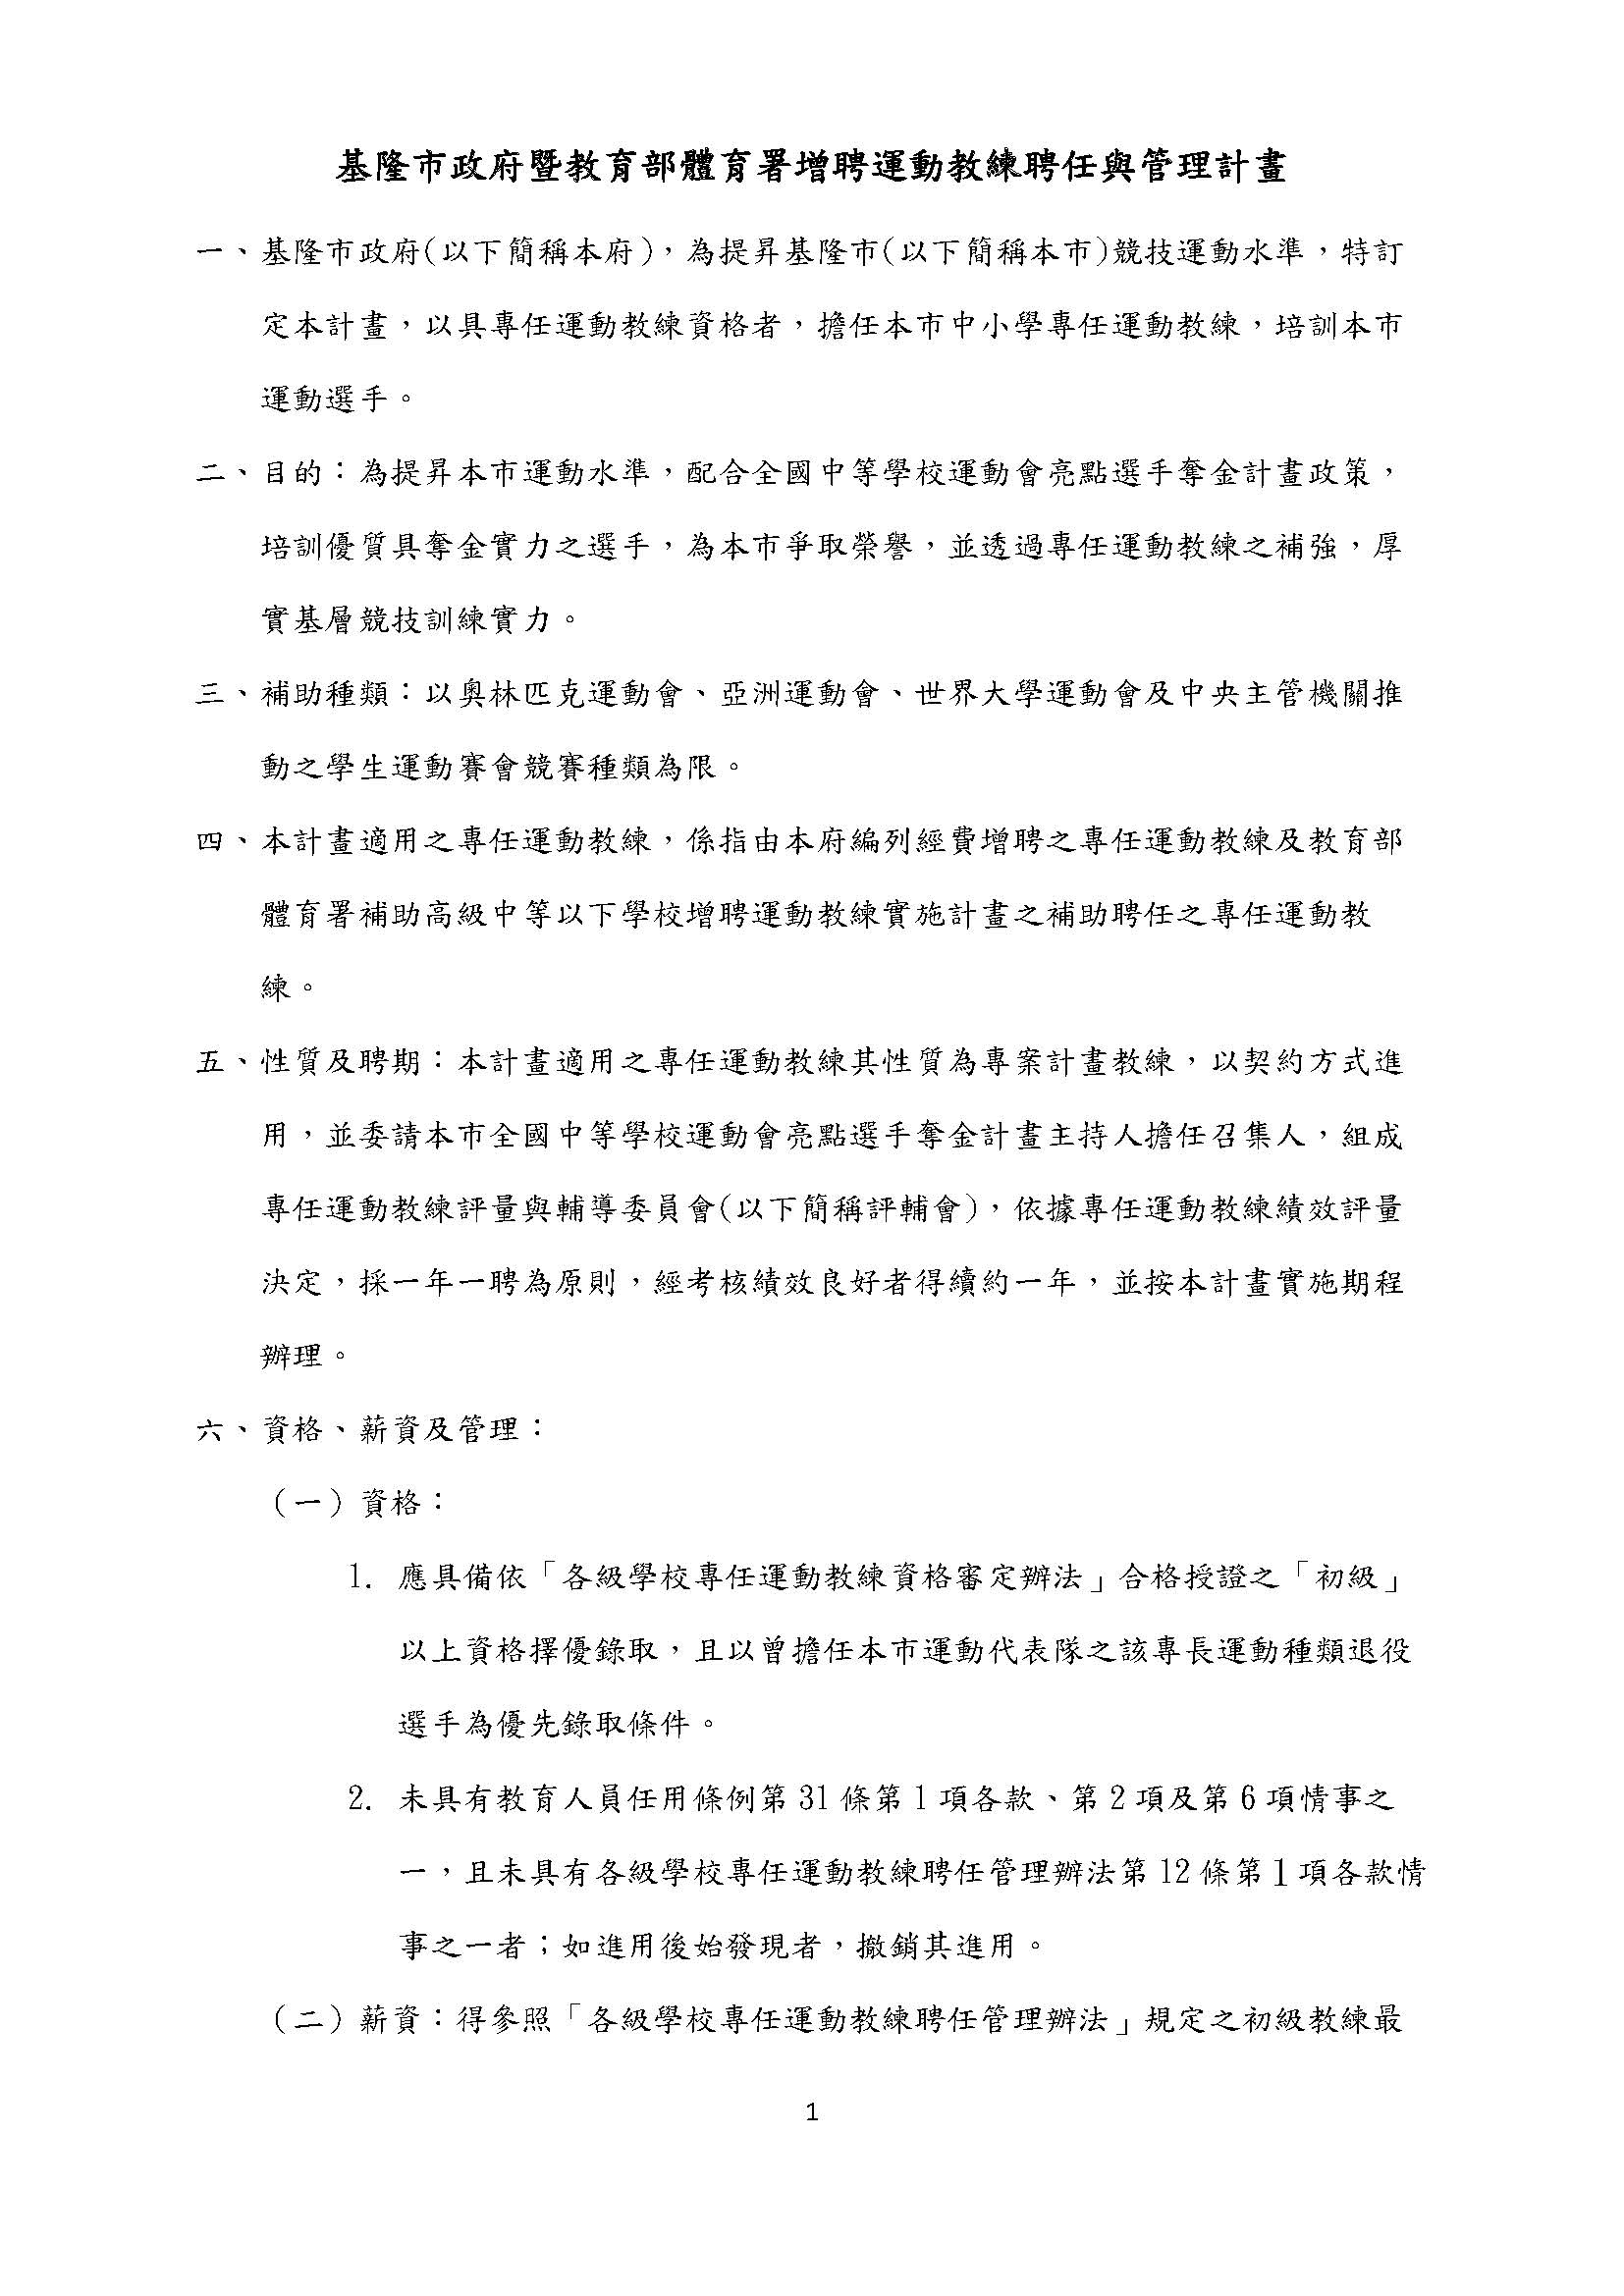 基隆市政府暨教育部體育署增聘運動教練聘任與管理計畫
一、基隆市政府(以下簡稱本府)，為提昇基隆市(以下簡稱本市)競技運動水準，特訂
定本計畫，以具專任運動教練資格者，擔任本市中小學專任運動教練，培訓本市
運動選手。
二、目的：為提昇本市運動水準，配合全國中等學校運動會亮點選手奪金計畫政策，
培訓優質具奪金實力之選手，為本市爭取榮譽，並透過專任運動教練之補強，厚
實基層競技訓練實力。
三、補助種類：以奧林匹克運動會、亞洲運動會、世界大學運動會及中央主管機關推
動之學生運動賽會競賽種類為限。
四、本計畫適用之專任運動教練，係指由本府編列經費增聘之專任運動教練及教育部
體育署補助高級中等以下學校增聘運動教練實施計畫之補助聘任之專任運動教
練。
五、性質及聘期：本計畫適用之專任運動教練其性質為專案計畫教練，以契約方式進
用，並委請本市全國中等學校運動會亮點選手奪金計畫主持人擔任召集人，組成
專任運動教練評量與輔導委員會(以下簡稱評輔會)，依據專任運動教練績效評量
決定，採一年一聘為原則，經考核績效良好者得續約一年，並按本計畫實施期程
辦理。
六、資格、薪資及管理：
（一）資格：
1. 應具備依「各級學校專任運動教練資格審定辦法」合格授證之「初級」
以上資格擇優錄取，且以曾擔任本市運動代表隊之該專長運動種類退役
選手為優先錄取條件。
2. 未具有教育人員任用條例第 31 條第 1 項各款、第 2 項及第 6 項情事之
一，且未具有各級學校專任運動教練聘任管理辦法第 12 條第 1 項各款情
事之一者；如進用後始發現者，撤銷其進用。
（二）薪資：得參照「各級學校專任運動教練聘任管理辦法」規定之初級教練最
1